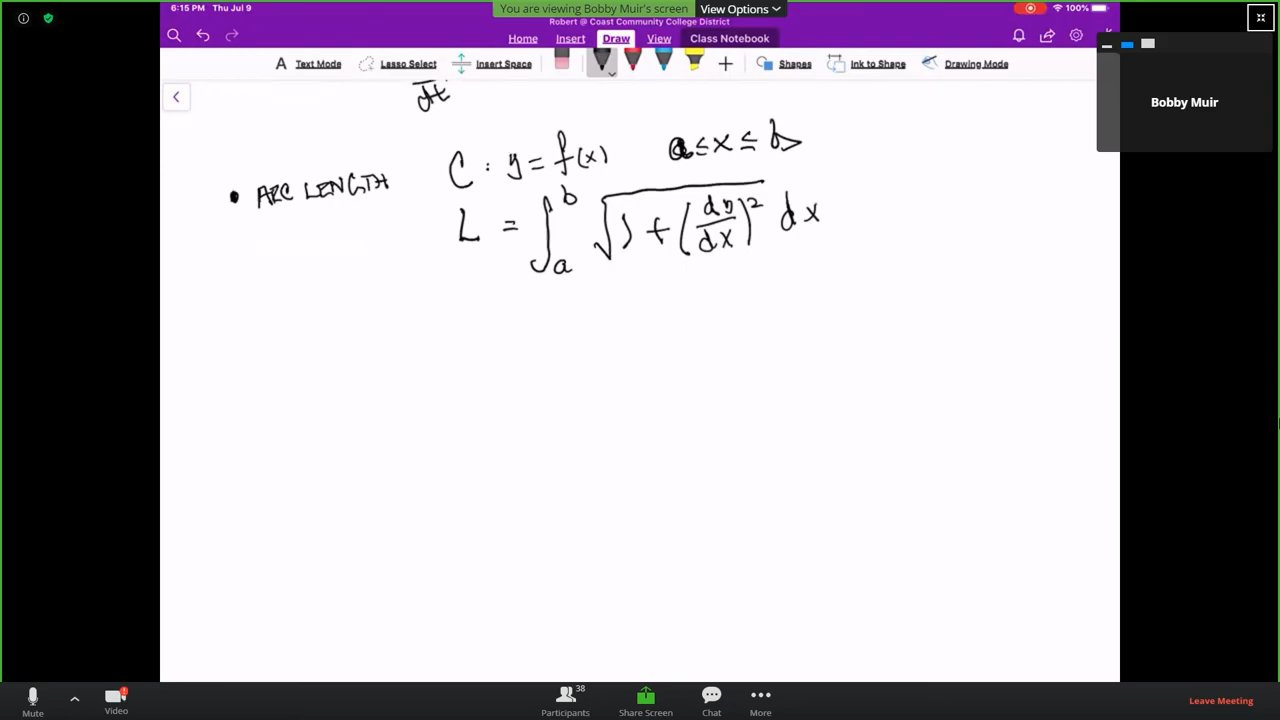 You are viewing Bobby Muir's screen
View Options
6:15 PM Thu Jul 9
Robert @ Coast Community College District
100%
Home Insert Draw View Class Notebook
Text Mode Lasso Select Insert Space Shapes Ink to Shape Drawing Mode
Bobby Muir
dt
C : y = f(x) a ≤ x ≤ b
• ARC LENGTH
L = ∫_a^b √(1 + (dy/dx)^2) dx
38
Mute Video Participants Share Screen Chat More Leave Meeting